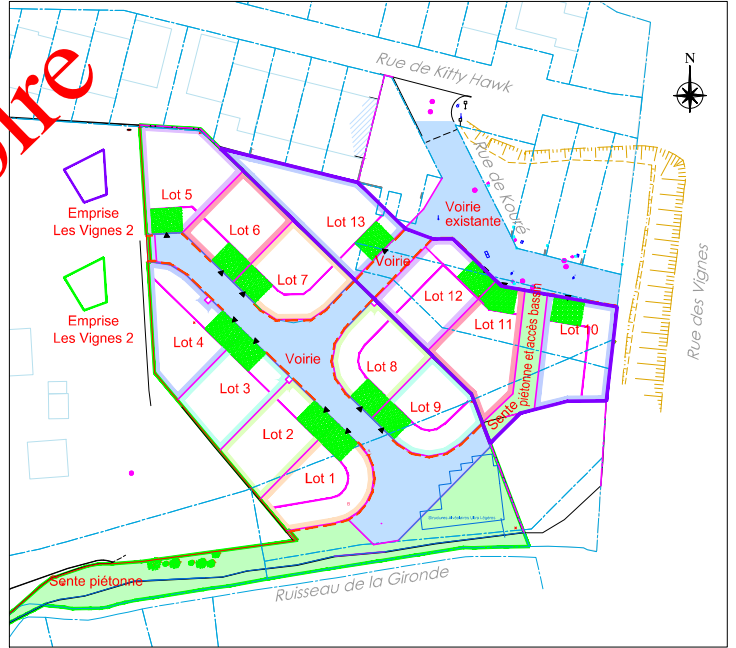 oire
Rue de Kitty Hawk
N
Rue de Kouré
Lot 5
Emprise
Les Vignes 2
Lot 6
Lot 13
Voirie
existante
Lot 7
Voirie
Rue des Vignes
Emprise
Les Vignes 2
Lot 12
Lot 11
Lot 10
Sente
piétonne et accès bassin
Lot 4
Voirie
Lot 8
Lot 3
Lot 9
Lot 2
Lot 1
Sente piétonne
Ruisseau de la Gironde